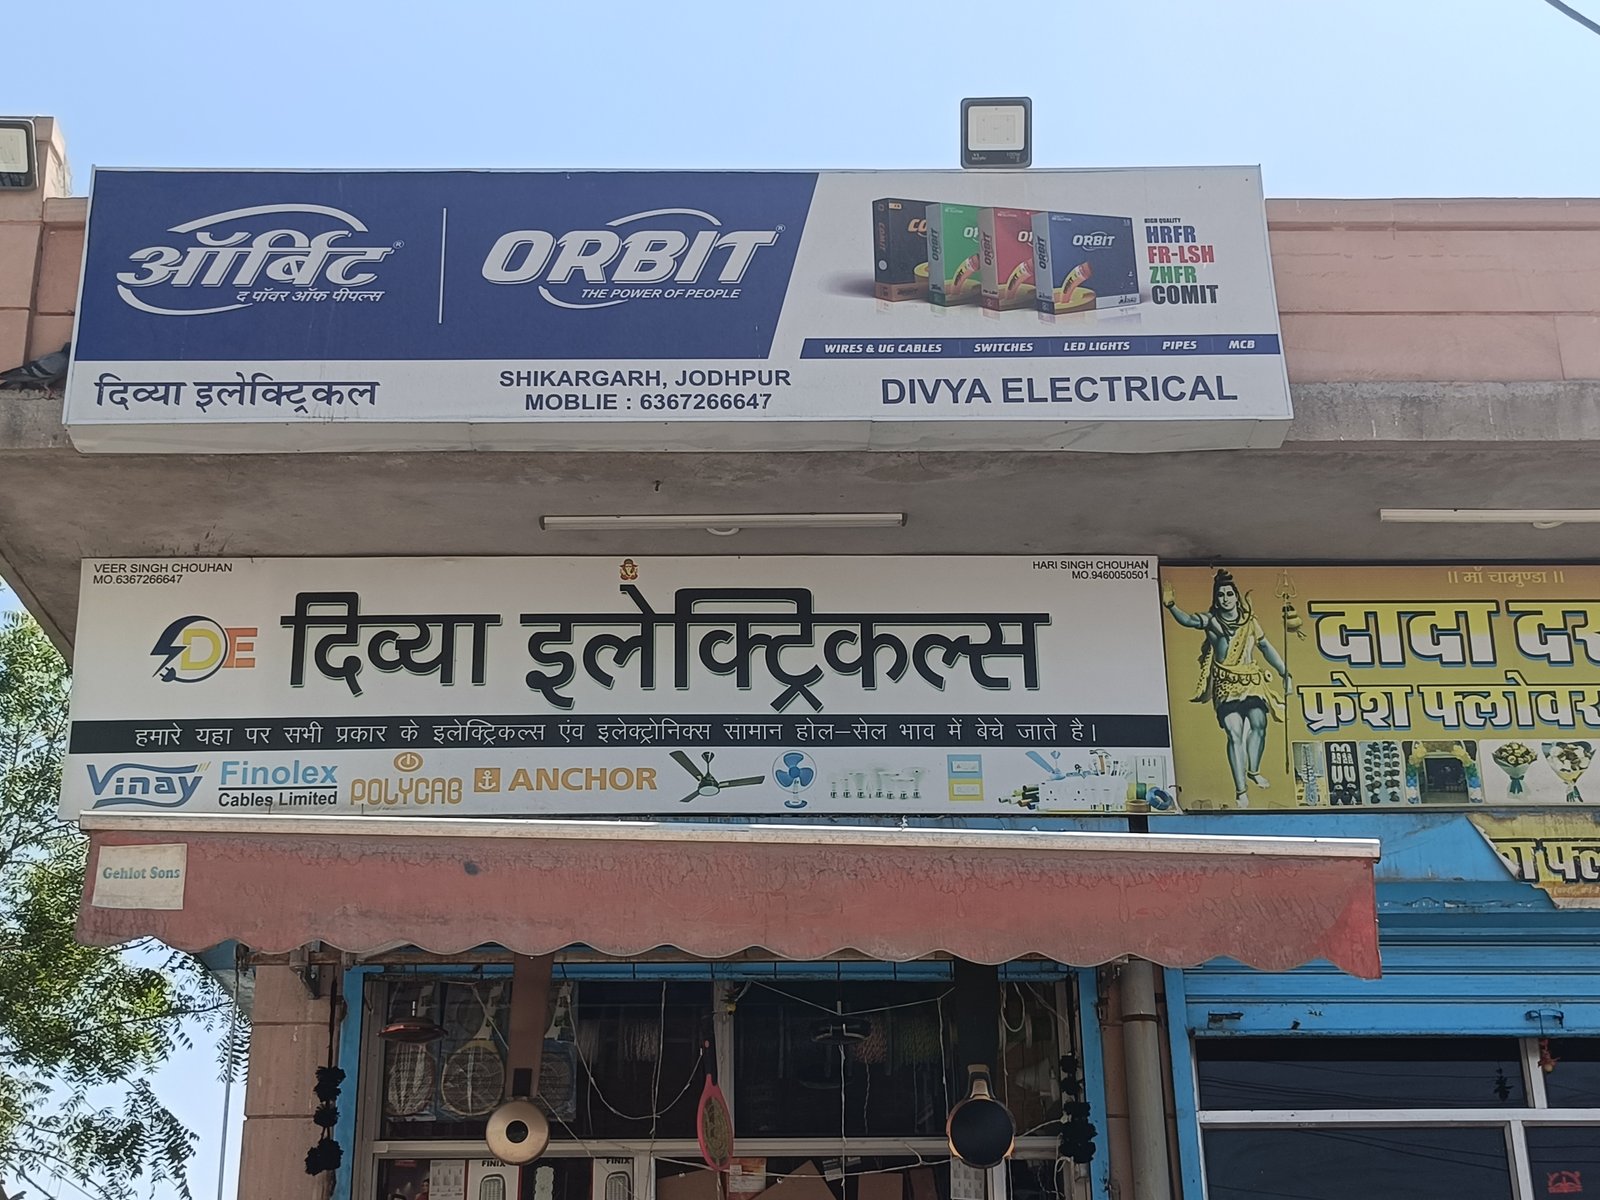 ऑर्बिट
द पॉवर ऑफ पीपल्स
ORBIT
THE POWER OF PEOPLE
ORBIT
HIGH QUALITY
HRFR
FR-LSH
ZHFR
COMIT
WIRES & UG CABLES SWITCHES LED LIGHTS PIPES MCB
दिव्या इलेक्ट्रिकल
SHIKARGARH, JODHPUR
MOBLIE : 6367266647
DIVYA ELECTRICAL
VEER SINGH CHOUHAN
MO.6367266647
HARI SINGH CHOUHAN
MO.9460050501
DE
दिव्या इलेक्ट्रिकल्स
हमारे यहा पर सभी प्रकार के इलेक्ट्रिकल्स एंव इलेक्ट्रोनिक्स सामान होल-सेल भाव में बेचे जाते है।
Vinay
Finolex
Cables Limited
POLYCAB
ANCHOR
॥ माँ चामुण्डा ॥
दादा
फ्रेश फ्लोवर
Gehlot Sons
FINIX
FINIX